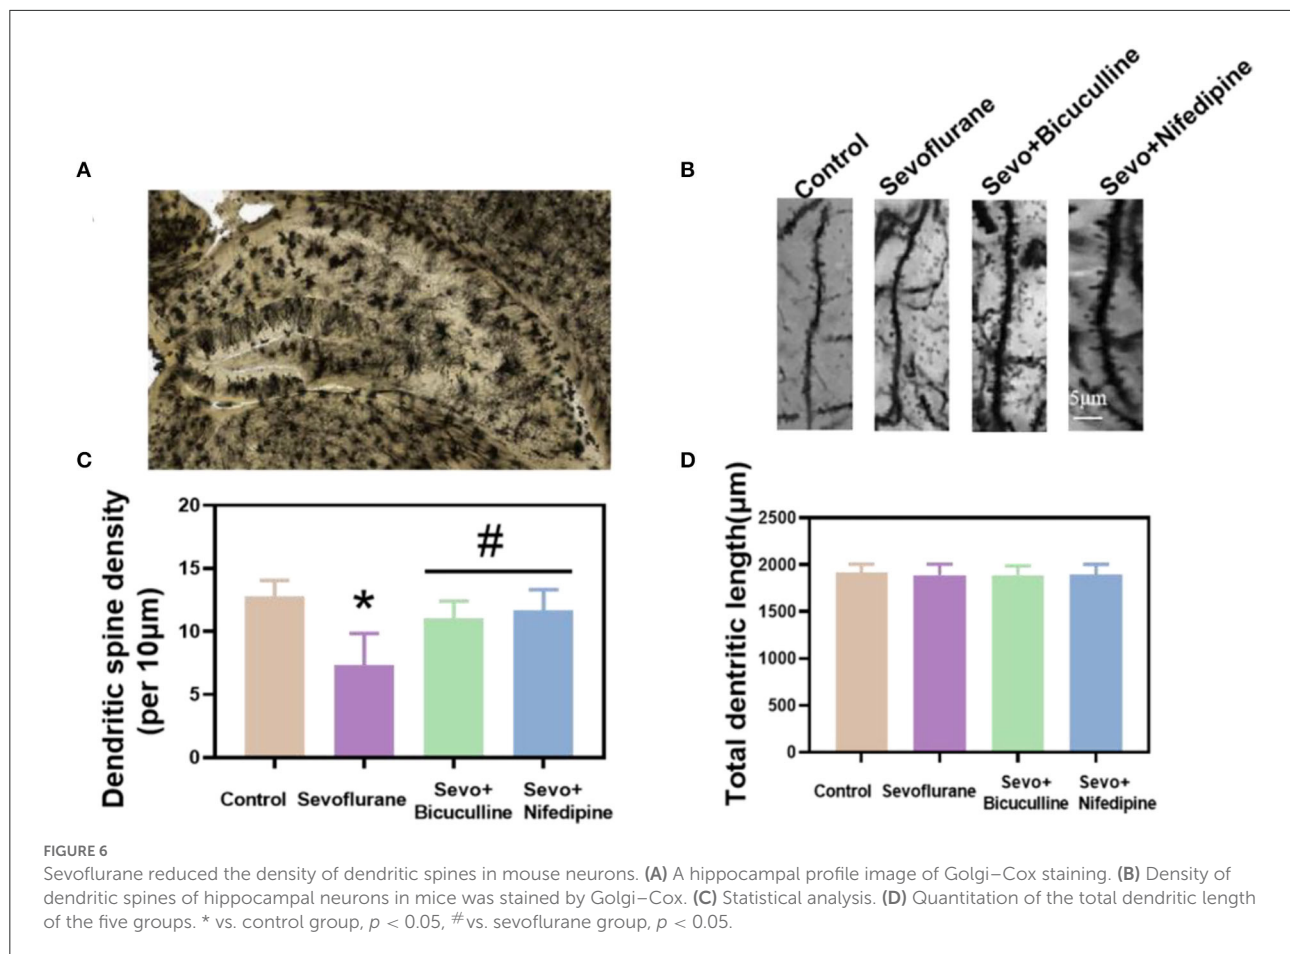 A
B
Control
Sevoflurane
Sevo+Bicuculline
Sevo+Nifedipine
5µm
C
Dendritic spine density
(per 10µm)
20
15
10
5
0
*
#
Control
Sevoflurane
Sevo+
Bicuculline
Sevo+
Nifedipine
D
Total dentritic length(µm)
2500
2000
1500
1000
500
0
Control
Sevoflurane
Sevo+
Bicuculline
Sevo+
Nifedipine
FIGURE 6
Sevoflurane reduced the density of dendritic spines in mouse neurons. (A) A hippocampal profile image of Golgi–Cox staining. (B) Density of
dendritic spines of hippocampal neurons in mice was stained by Golgi–Cox. (C) Statistical analysis. (D) Quantitation of the total dendritic length
of the five groups. * vs. control group, p < 0.05, #vs. sevoflurane group, p < 0.05.